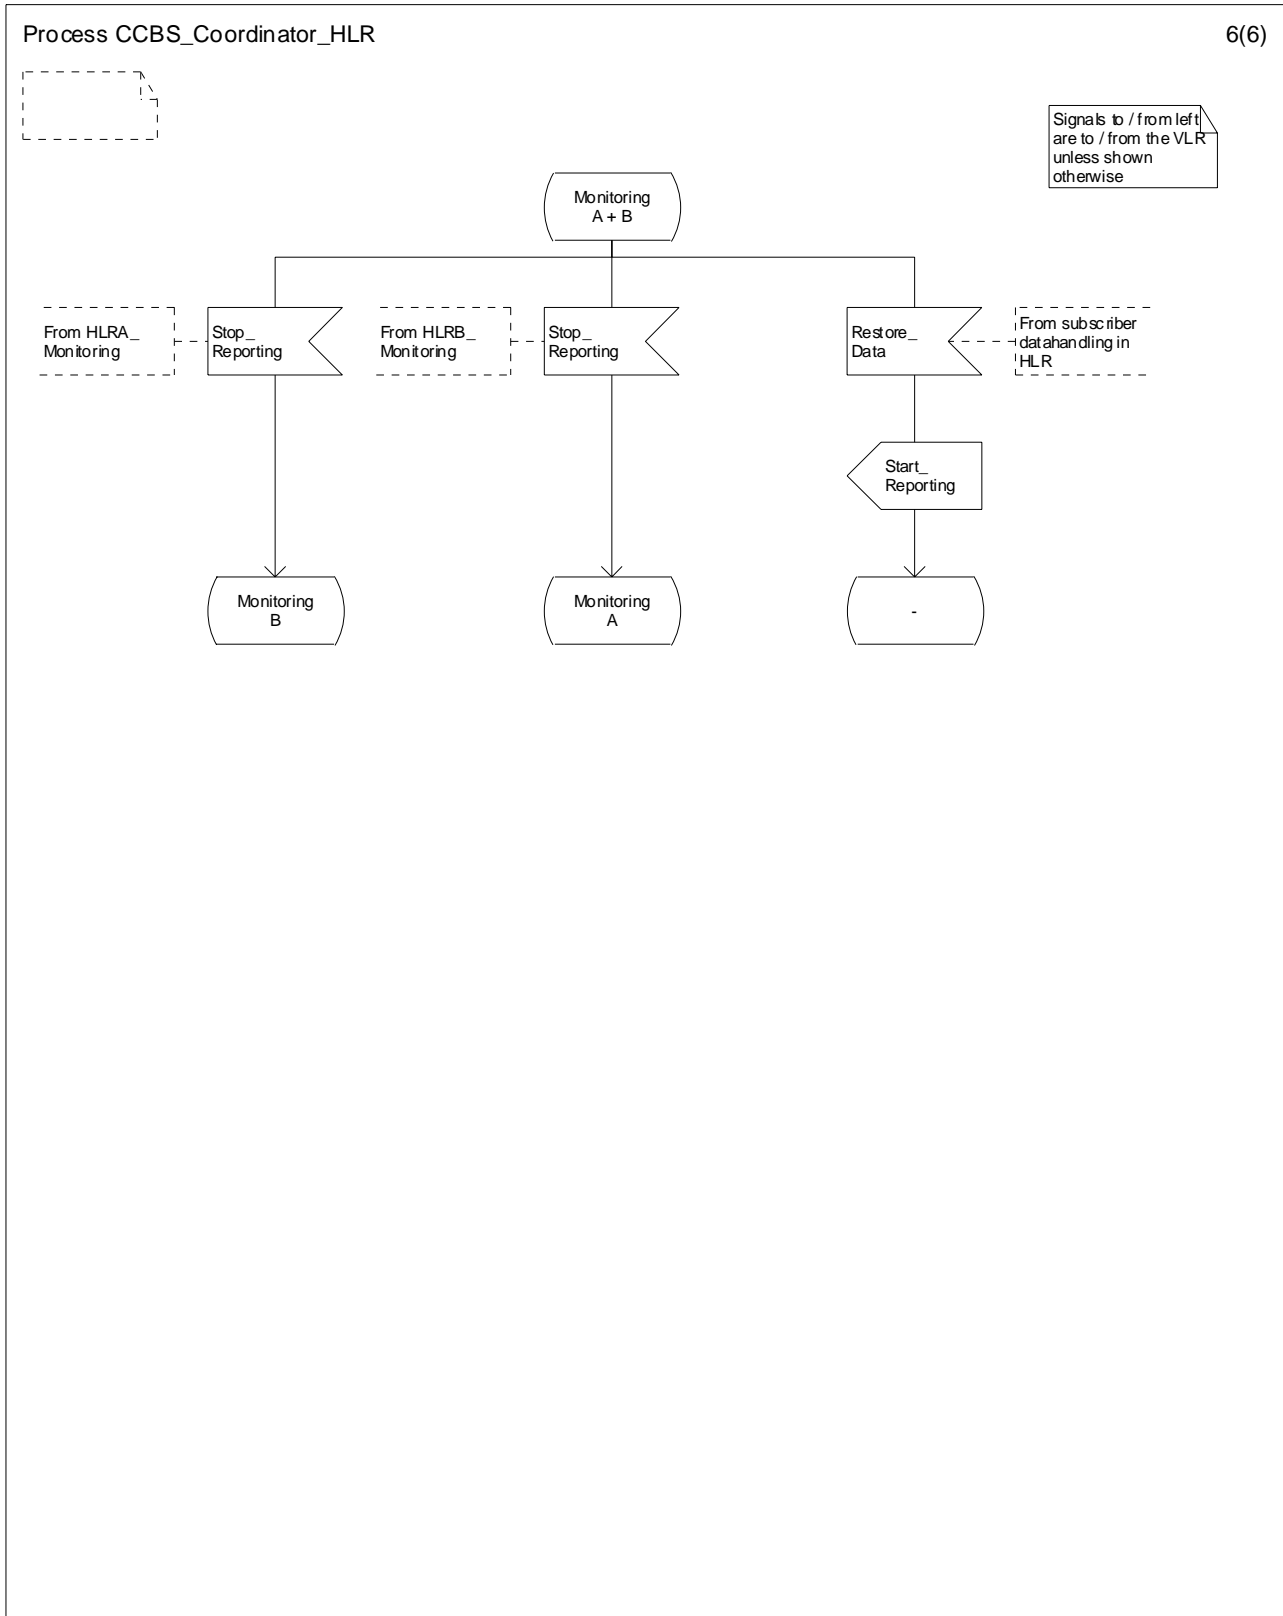 Process CCBS_Coordinator_HLR
6(6)
Signals to / from left
are to / from the VLR
unless shown
otherwise
Monitoring
A + B
From HLRA_
Monitoring
Stop_
Reporting
From HLRB_
Monitoring
Stop_
Reporting
Restore_
Data
From subscriber
datahandling in
HLR
Start_
Reporting
Monitoring
B
Monitoring
A
-